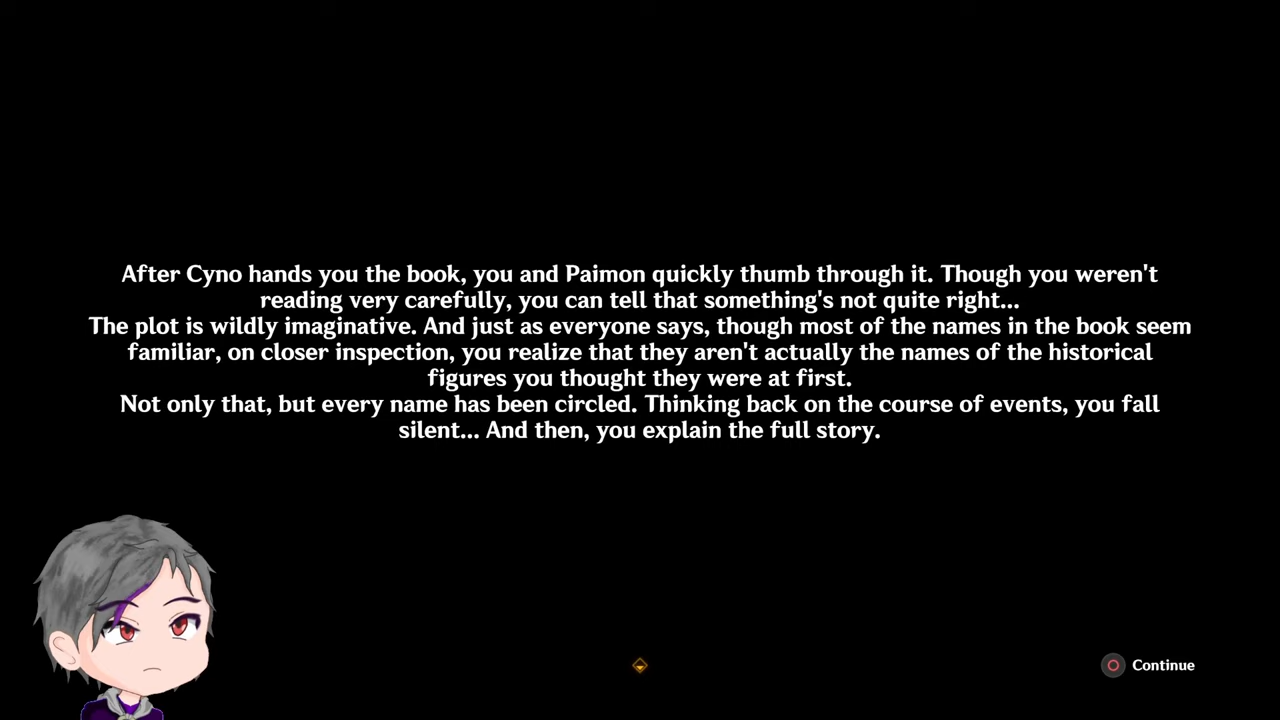 After Cyno hands you the book, you and Paimon quickly thumb through it. Though you weren't
reading very carefully, you can tell that something's not quite right...
The plot is wildly imaginative. And just as everyone says, though most of the names in the book seem
familiar, on closer inspection, you realize that they aren't actually the names of the historical
figures you thought they were at first.
Not only that, but every name has been circled. Thinking back on the course of events, you fall
silent... And then, you explain the full story.
Continue